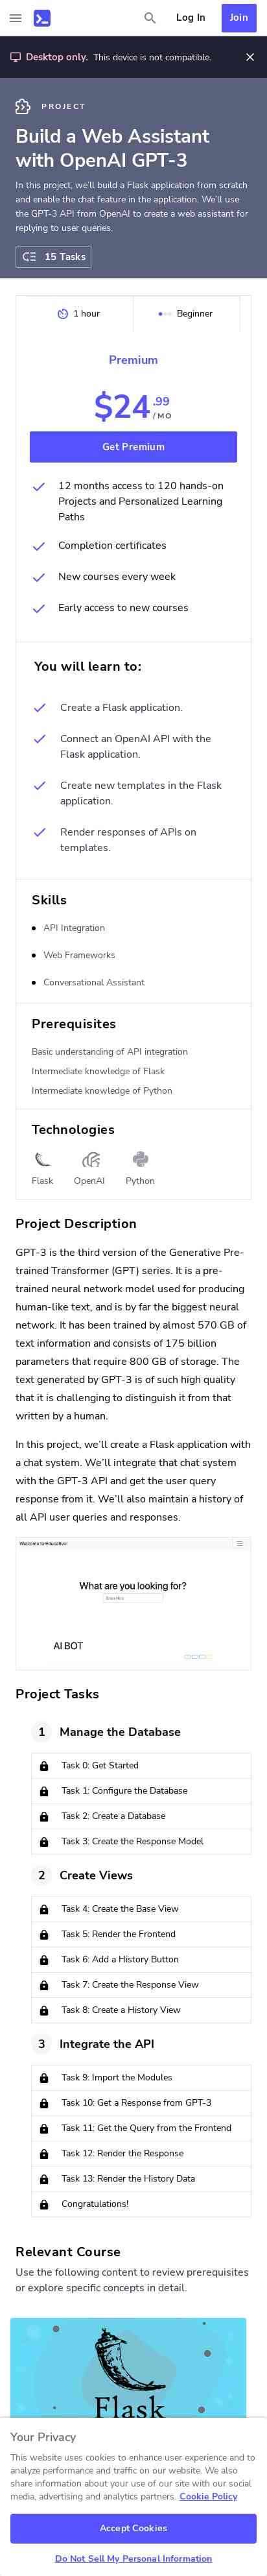 Log In
Join
Desktop only. This device is not compatible.
PROJECT
Build a Web Assistant
with OpenAI GPT-3
In this project, we'll build a Flask application from scratch
and enable the chat feature in the application. We'll use
the GPT-3 API from OpenAI to create a web assistant for
replying to user queries.
15 Tasks
1 hour
Beginner
Premium
$24 .99
/ MO
Get Premium
12 months access to 120 hands-on
Projects and Personalized Learning
Paths
Completion certificates
New courses every week
Early access to new courses
You will learn to:
Create a Flask application.
Connect an OpenAI API with the
Flask application.
Create new templates in the Flask
application.
Render responses of APIs on
templates.
Skills
API Integration
Web Frameworks
Conversational Assistant
Prerequisites
Basic understanding of API integration
Intermediate knowledge of Flask
Intermediate knowledge of Python
Technologies
Flask
OpenAI
Python
Project Description
GPT-3 is the third version of the Generative Pre-
trained Transformer (GPT) series. It is a pre-
trained neural network model used for producing
human-like text, and is by far the biggest neural
network. It has been trained by almost 570 GB of
text information and consists of 175 billion
parameters that require 800 GB of storage. The
text generated by GPT-3 is of such high quality
that it is challenging to distinguish it from that
written by a human.
In this project, we'll create a Flask application with
a chat system. We'll integrate that chat system
with the GPT-3 API and get the user query
response from it. We'll also maintain a history of
all API user queries and responses.
Welcome to Educative!
What are you looking for?
Enter Here
AI BOT
Project Tasks
1 Manage the Database
Task 0: Get Started
Task 1: Configure the Database
Task 2: Create a Database
Task 3: Create the Response Model
2 Create Views
Task 4: Create the Base View
Task 5: Render the Frontend
Task 6: Add a History Button
Task 7: Create the Response View
Task 8: Create a History View
3 Integrate the API
Task 9: Import the Modules
Task 10: Get a Response from GPT-3
Task 11: Get the Query from the Frontend
Task 12: Render the Response
Task 13: Render the History Data
Congratulations!
Relevant Course
Use the following content to review prerequisites
or explore specific concepts in detail.
Flask
Your Privacy
This website uses cookies to enhance user experience and to
analyze performance and traffic on our website. We also
share information about your use of our site with our social
media, advertising and analytics partners. Cookie Policy
Accept Cookies
Do Not Sell My Personal Information